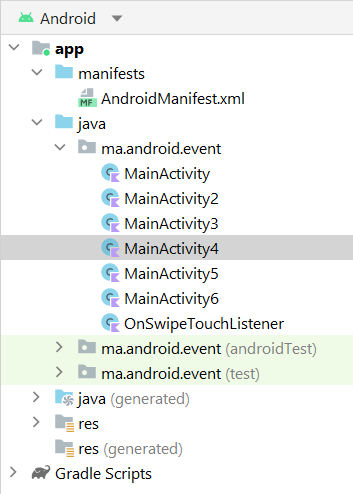 Android
app
manifests
MF AndroidManifest.xml
java
ma.android.event
MainActivity
MainActivity2
MainActivity3
MainActivity4
MainActivity5
MainActivity6
OnSwipeTouchListener
ma.android.event (androidTest)
ma.android.event (test)
java (generated)
res
res (generated)
Gradle Scripts